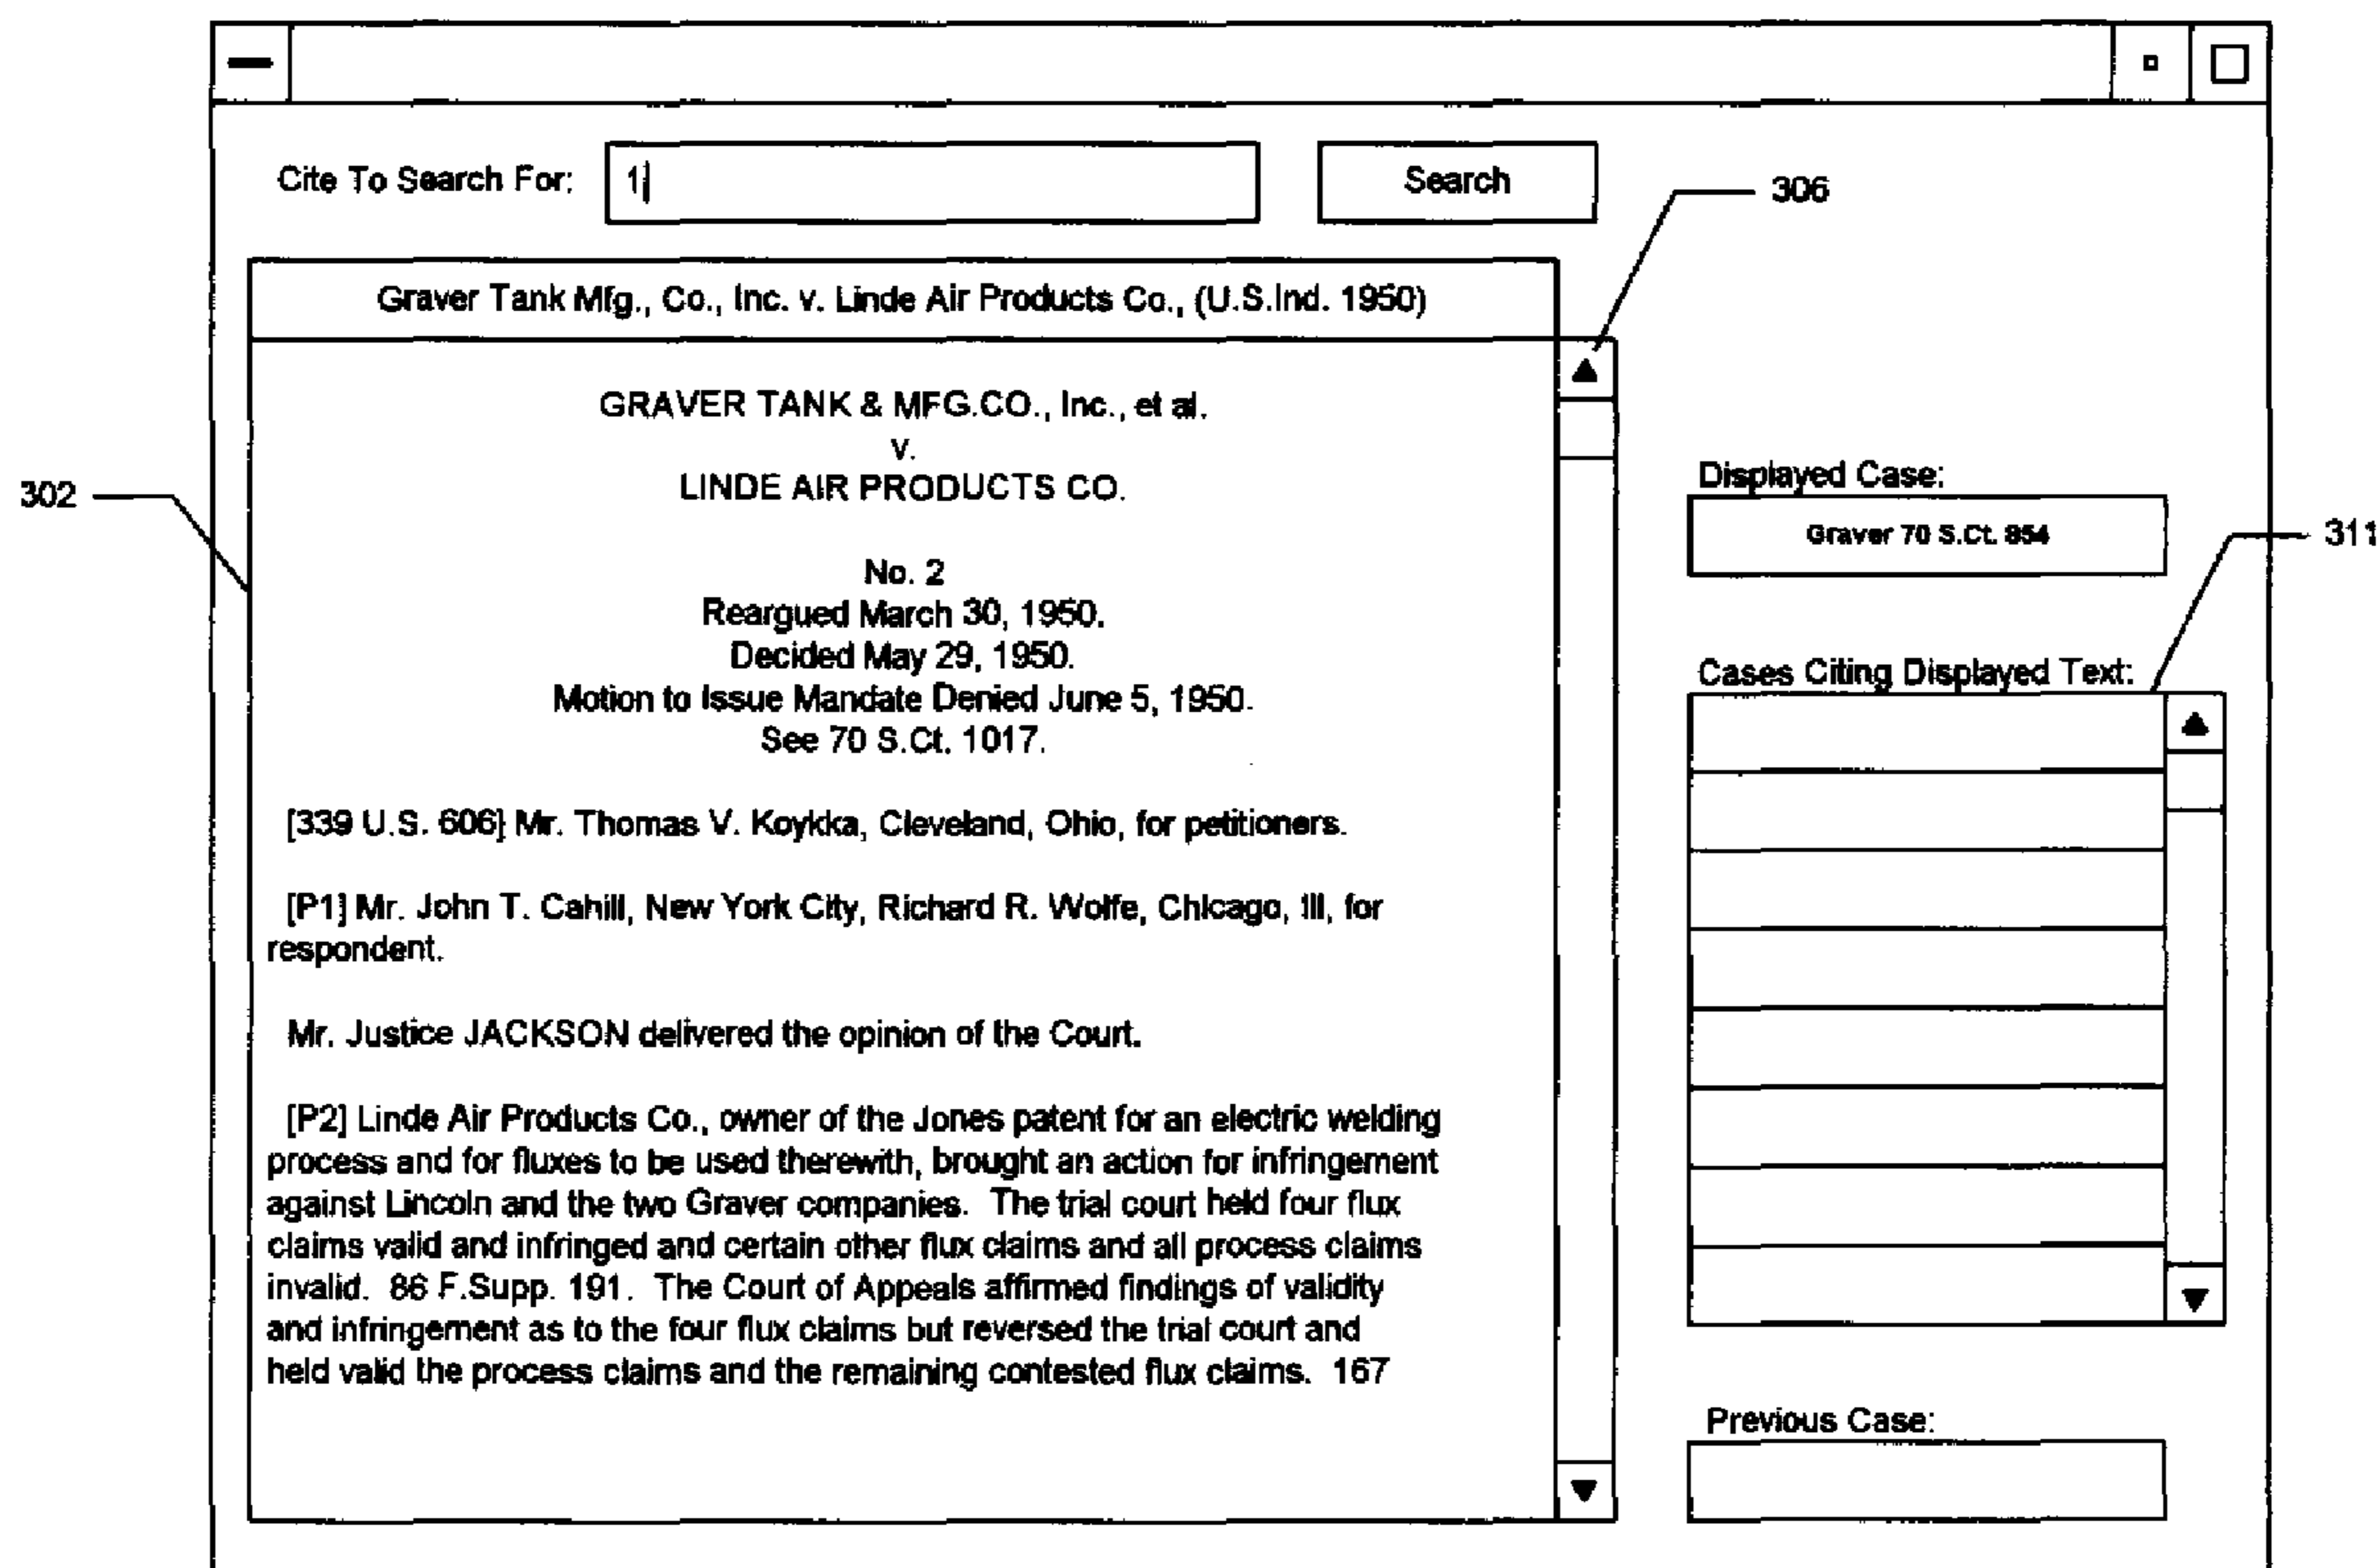 Cite To Search For:
1
Search
306
Graver Tank Mfg., Co., Inc. v. Linde Air Products Co., (U.S.Ind. 1950)
GRAVER TANK & MFG.CO., Inc., et al.
v.
LINDE AIR PRODUCTS CO.
302
Displayed Case:
Graver 70 S.Ct. 854
311
No. 2
Reargued March 30, 1950.
Decided May 29, 1950.
Motion to Issue Mandate Denied June 5, 1950.
See 70 S.Ct. 1017.
Cases Citing Displayed Text:
[339 U.S. 606] Mr. Thomas V. Koykka, Cleveland, Ohio, for petitioners.
[P1] Mr. John T. Cahill, New York City, Richard R. Wolfe, Chicago, Ill, for
respondent.
Mr. Justice JACKSON delivered the opinion of the Court.
[P2] Linde Air Products Co., owner of the Jones patent for an electric welding
process and for fluxes to be used therewith, brought an action for infringement
against Lincoln and the two Graver companies. The trial court held four flux
claims valid and infringed and certain other flux claims and all process claims
invalid. 86 F.Supp. 191. The Court of Appeals affirmed findings of validity
and infringement as to the four flux claims but reversed the trial court and
held valid the process claims and the remaining contested flux claims. 167
Previous Case: